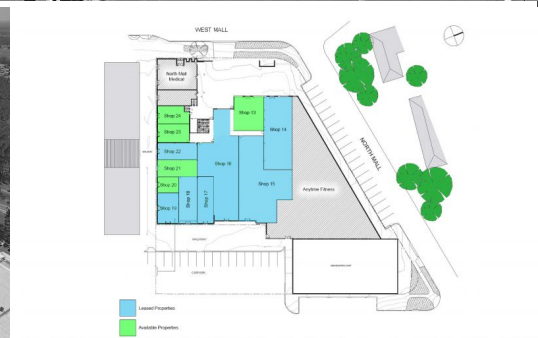 WEST MALL
North Mall
Medical
Shop 24
Shop 23
Shop 13
Shop 14
NORTH MALL
Shop 22
Shop 16
Shop 21
Shop 20
Shop 15
Anytime Fitness
Shop 19
Shop 18
Shop 17
Leased Properties
Available Properties